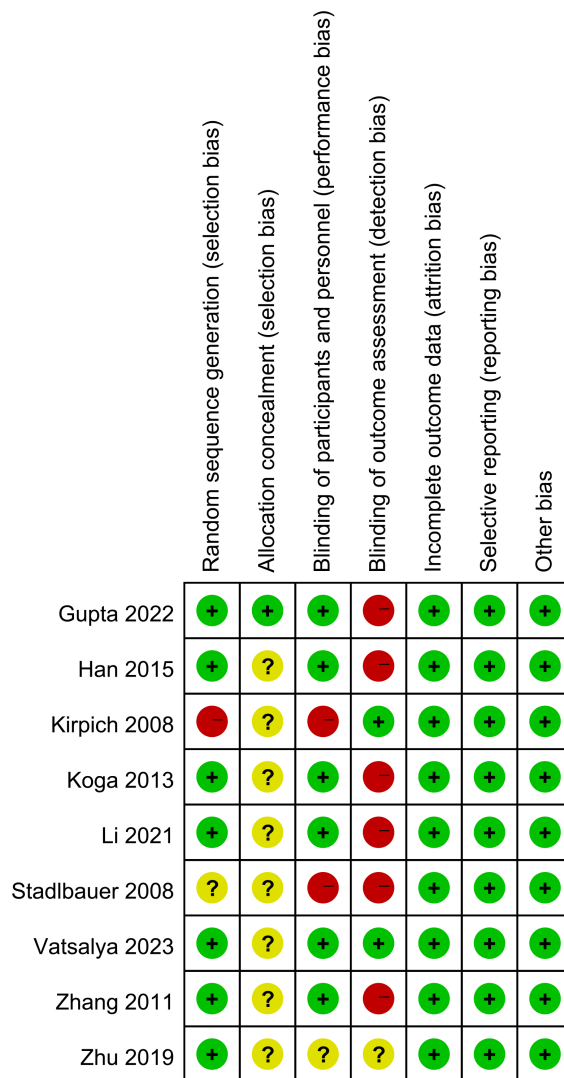 Random sequence generation (selection bias)
Allocation concealment (selection bias)
Blinding of participants and personnel (performance bias)
Blinding of outcome assessment (detection bias)
Incomplete outcome data (attrition bias)
Selective reporting (reporting bias)
Other bias
Gupta 2022 + + + – + + +
Han 2015 + ? + – + + +
Kirpich 2008 – ? – + + + +
Koga 2013 + ? + – + + +
Li 2021 + ? + – + + +
Stadlbauer 2008 ? ? – – + + +
Vatsalya 2023 + ? + + + + +
Zhang 2011 + ? + – + + +
Zhu 2019 + ? ? ? + + +